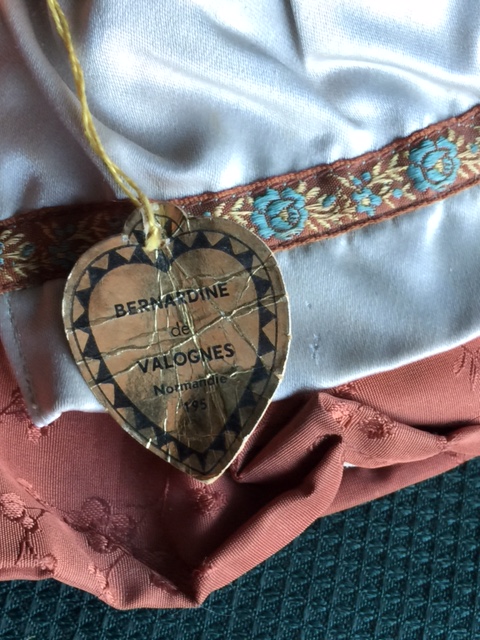 BERNARDINE
de
VALOGNES
Normandie
195